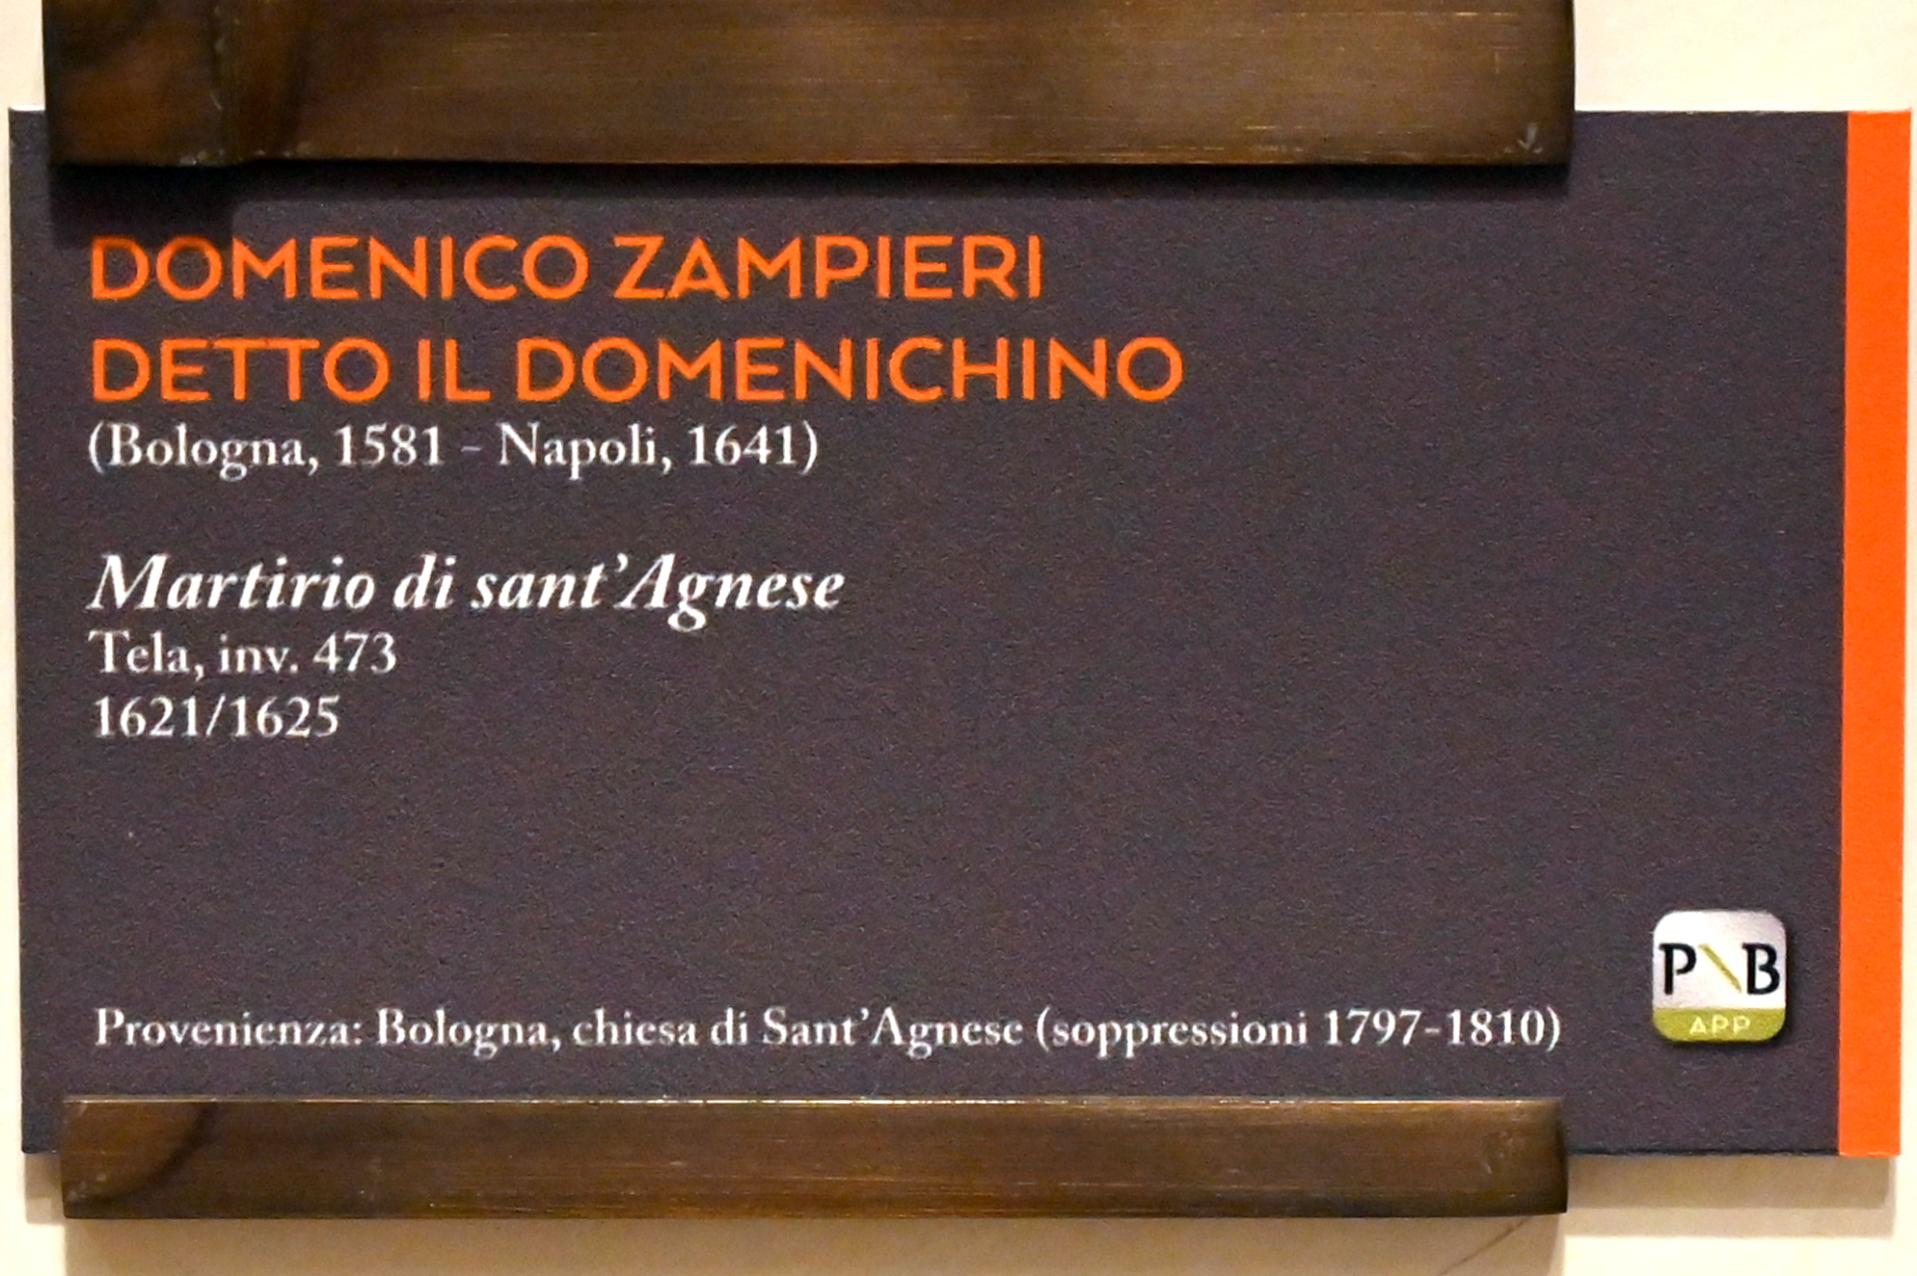 DOMENICO ZAMPIERI
DETTO IL DOMENICHINO
(Bologna, 1581 - Napoli, 1641)
Martirio di sant'Agnese
Tela, inv. 473
1621/1625
Provenienza: Bologna, chiesa di Sant'Agnese (soppressioni 1797-1810)
P\B
APP